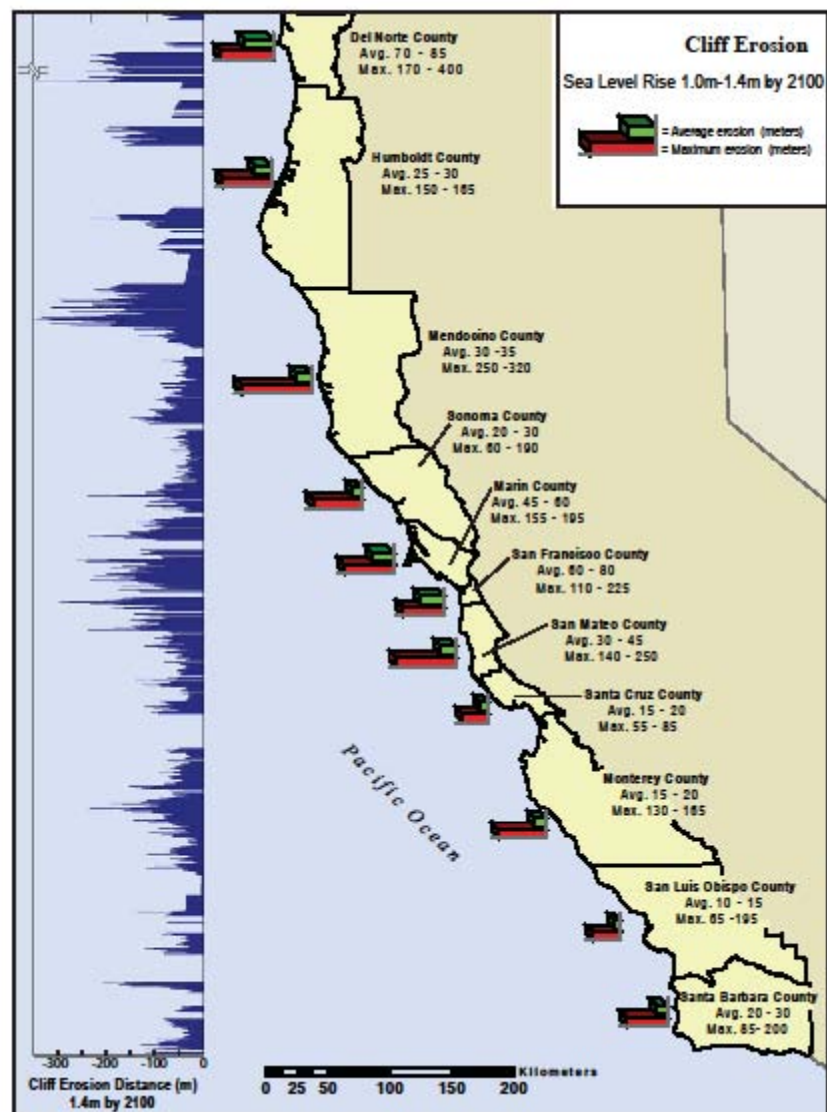 Cliff Erosion
Sea Level Rise 1.0m-1.4m by 2100
= Average erosion (meters)
= Maximum erosion (meters)
Del Norte County
Avg. 70 - 85
Max. 170 - 400
Humboldt County
Avg. 25 - 30
Max. 150 - 165
Mendocino County
Avg. 30 -35
Max. 250 -320
Sonoma County
Avg. 20 - 30
Max. 60 - 190
Marin County
Avg. 45 - 60
Max. 155 - 195
San Francisco County
Avg. 60 - 80
Max. 110 - 225
San Mateo County
Avg. 30 - 45
Max. 140 - 250
Santa Cruz County
Avg. 15 - 20
Max. 55 - 85
Pacific Ocean
Monterey County
Avg. 15 - 20
Max. 130 - 165
San Luis Obispo County
Avg. 10 - 15
Max. 65 -195
Santa Barbara County
Avg. 20 - 30
Max. 85- 200
-300 -200 -100 0
Cliff Erosion Distance (m)
1.4m by 2100
Kilometers
0 25 50 100 150 200